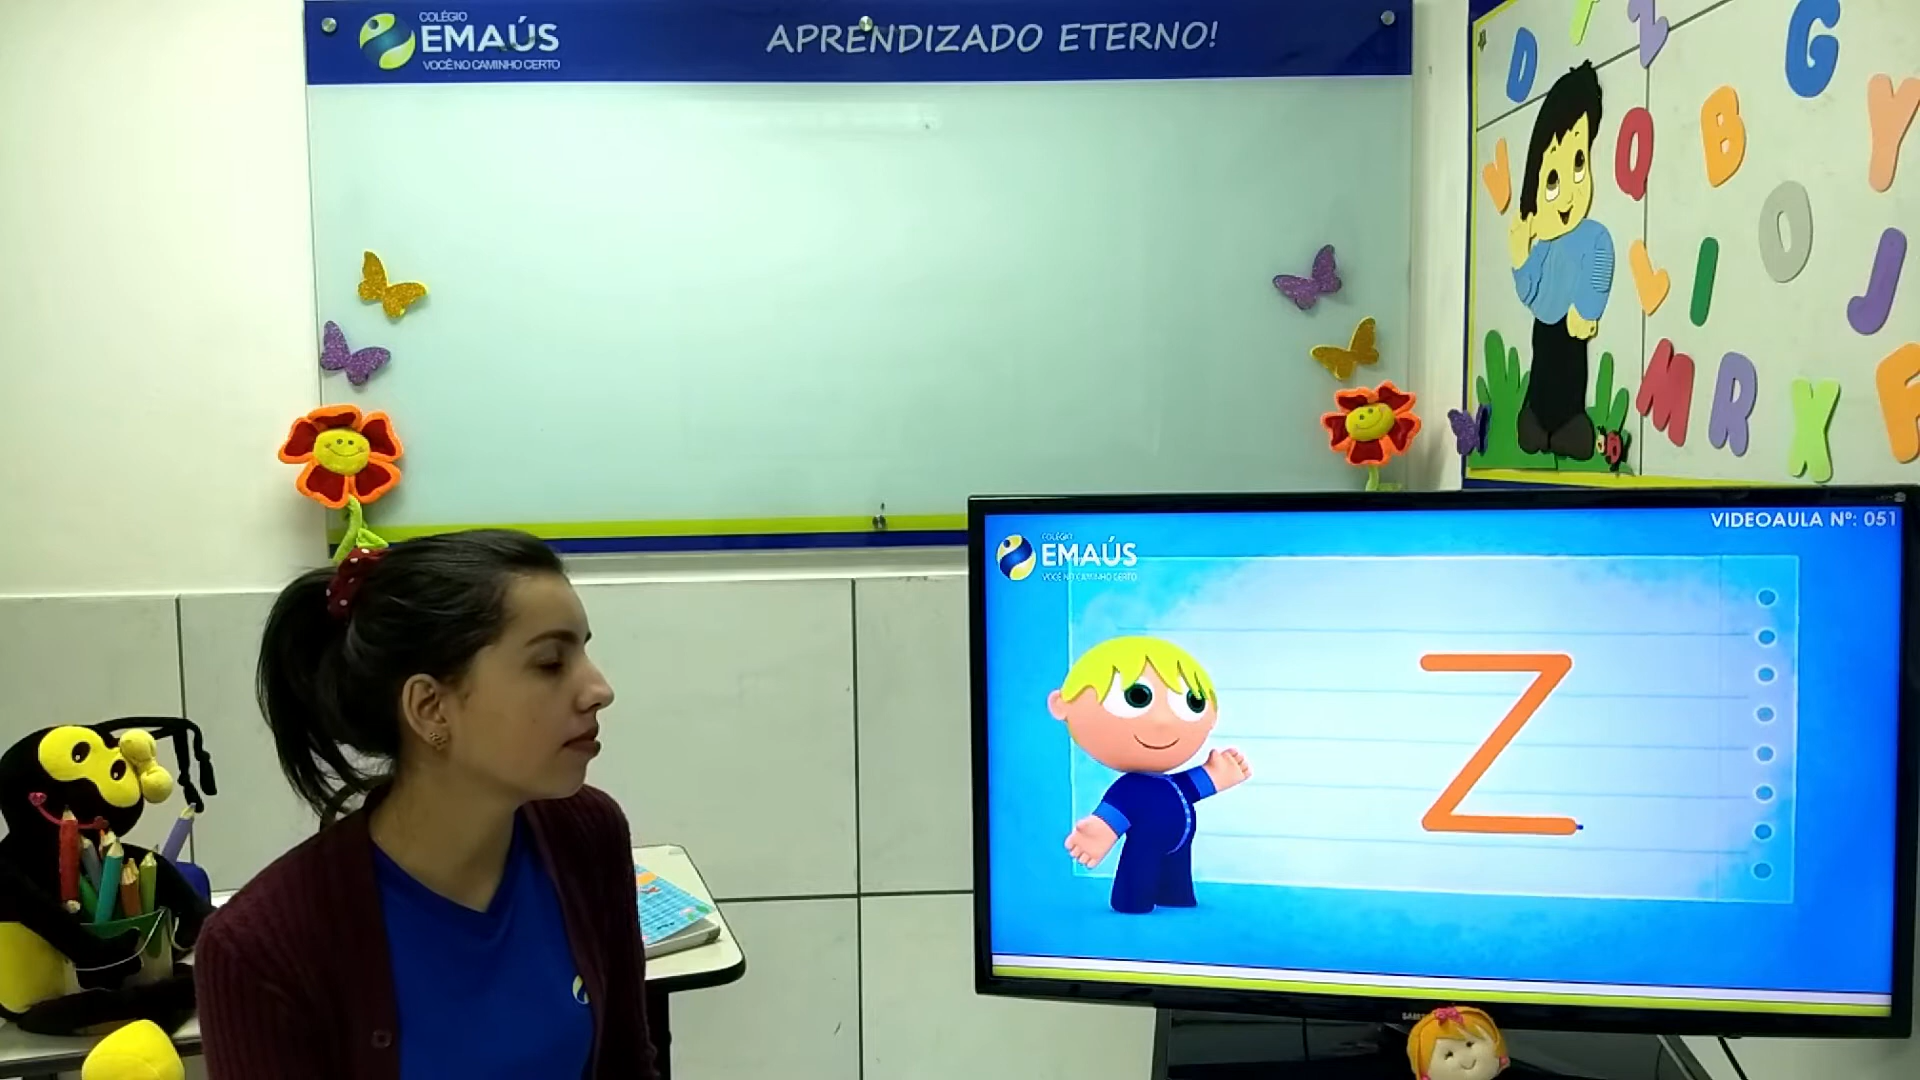 COLÉGIO
EMAÚS
VOCÊ NO CAMINHO CERTO
APRENDIZADO ETERNO!
D
G
Y
V
Q
B
O
L
I
J
M
R
X
F
VIDEOAULA Nº: 051
COLÉGIO
EMAÚS
VOCÊ NO CAMINHO CERTO
Z